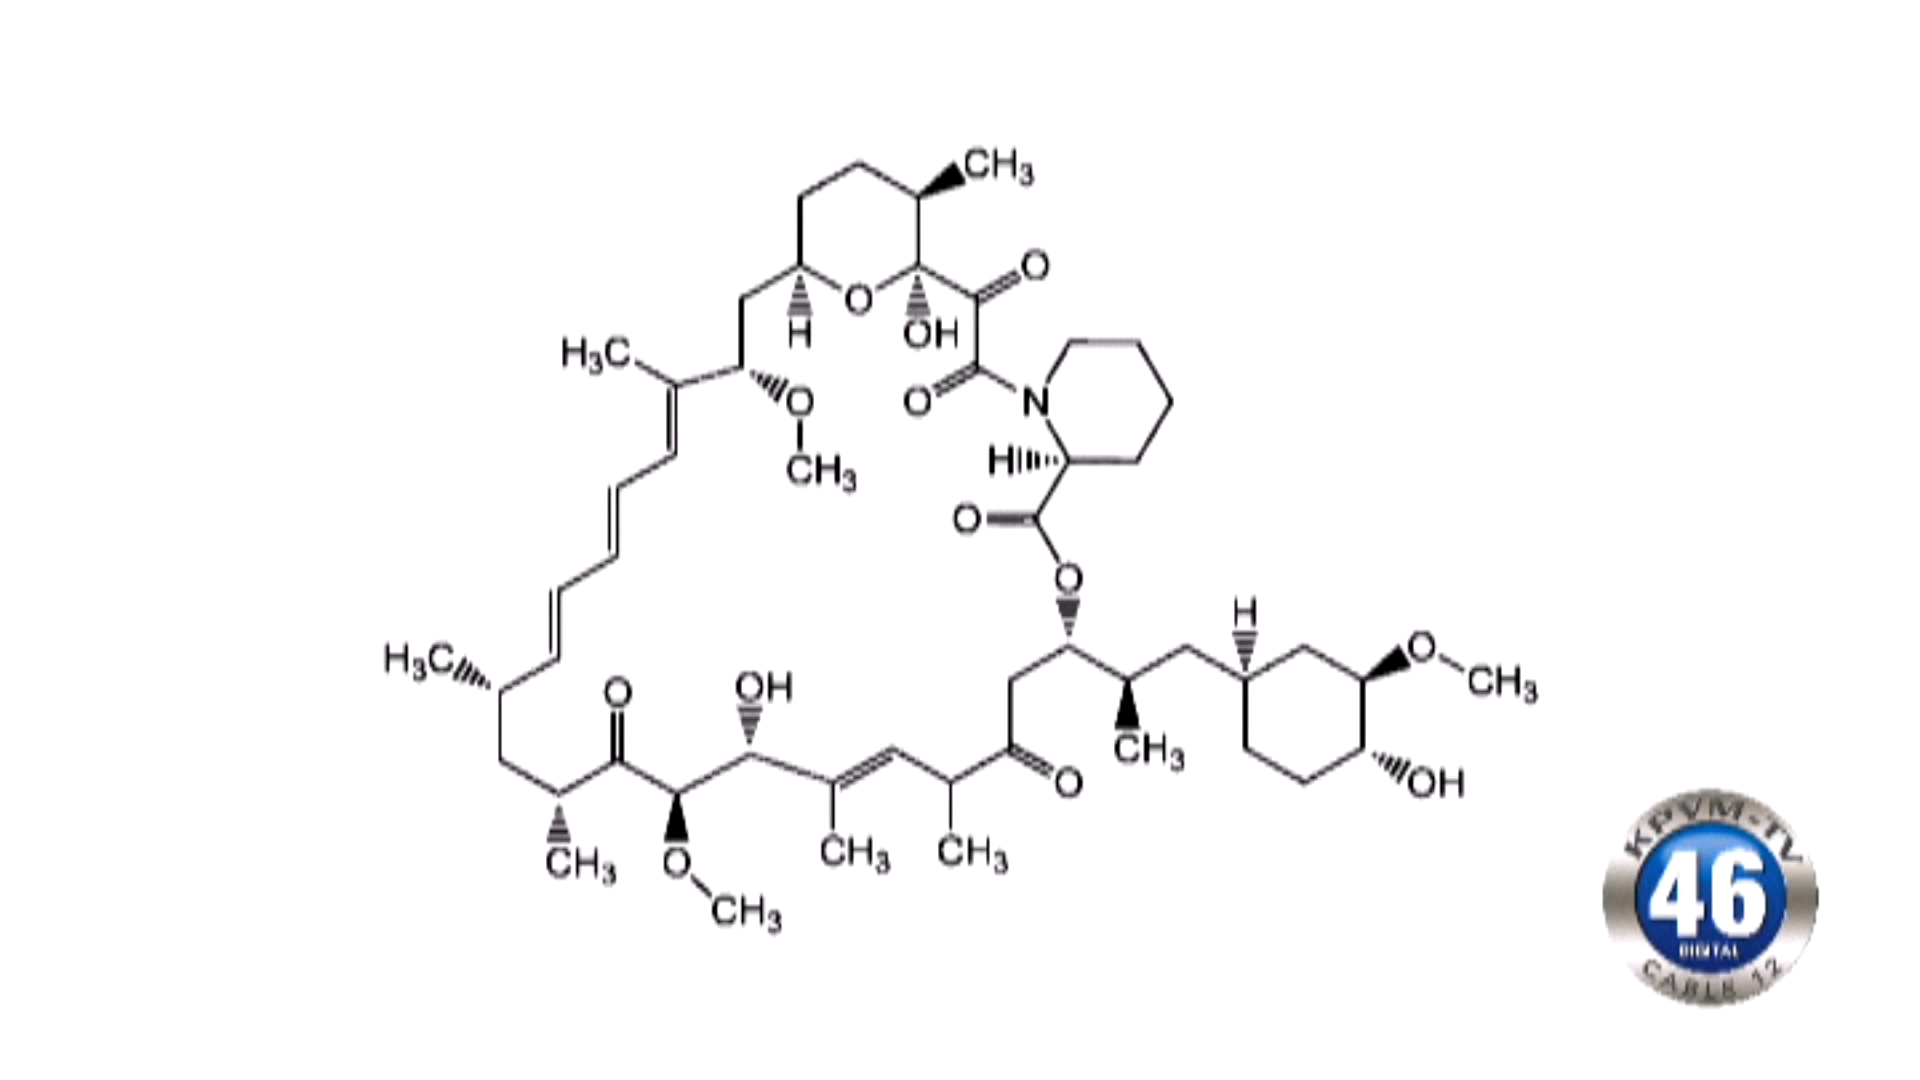 CH₃
O
O
H
OH
H₃C
O
O
N
CH₃
H
O
O
H
H₃C
O
OH
O
CH₃
CH₃
O
OH
CH₃
O
CH₃
CH₃
CH₃
O
CH₃
KPVM-TV
46
DIGITAL
CABLE 12